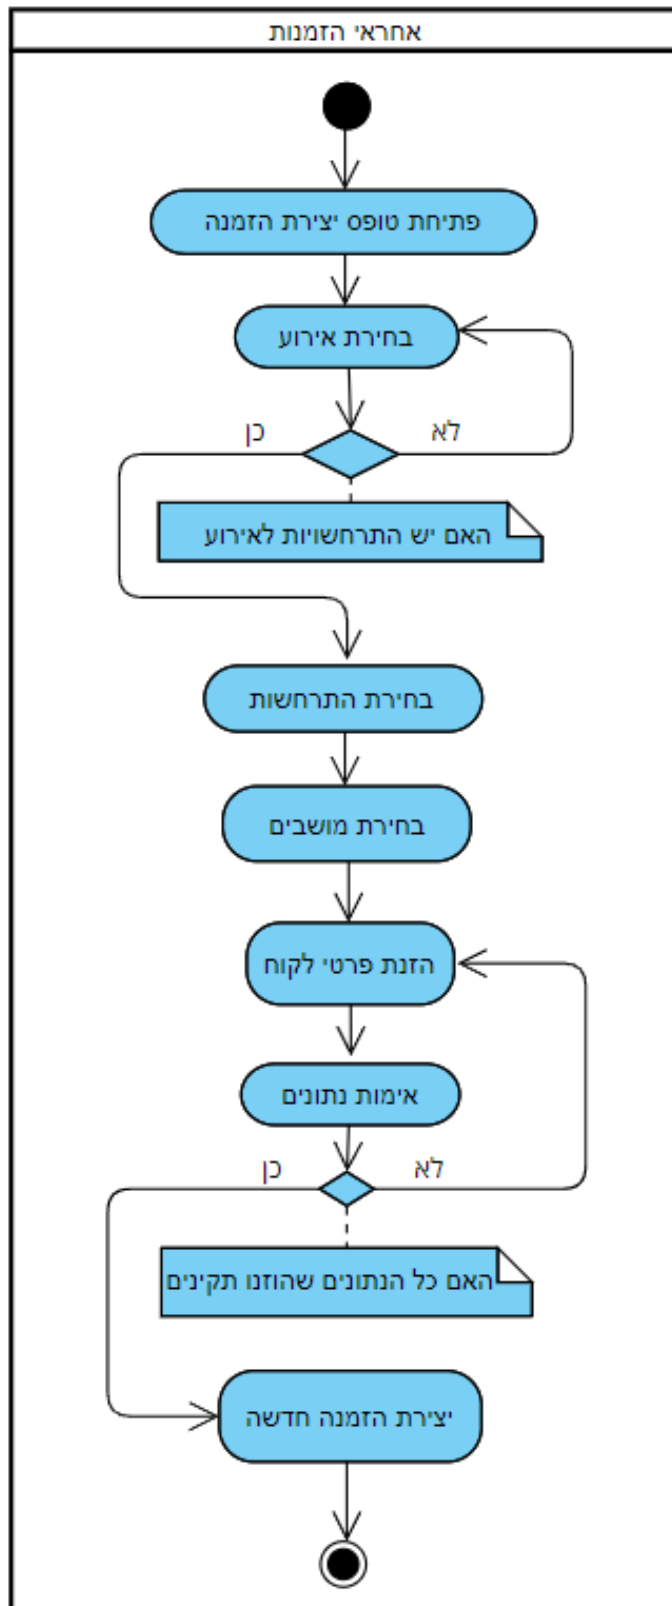 אחראי הזמנות
פתיחת טופס יצירת הזמנה
בחירת אירוע
כן
לא
האם יש התרחשויות לאירוע
בחירת התרחשות
בחירת מושבים
הזנת פרטי לקוח
אימות נתונים
כן
לא
האם כל הנתונים שהוזנו תקינים
יצירת הזמנה חדשה